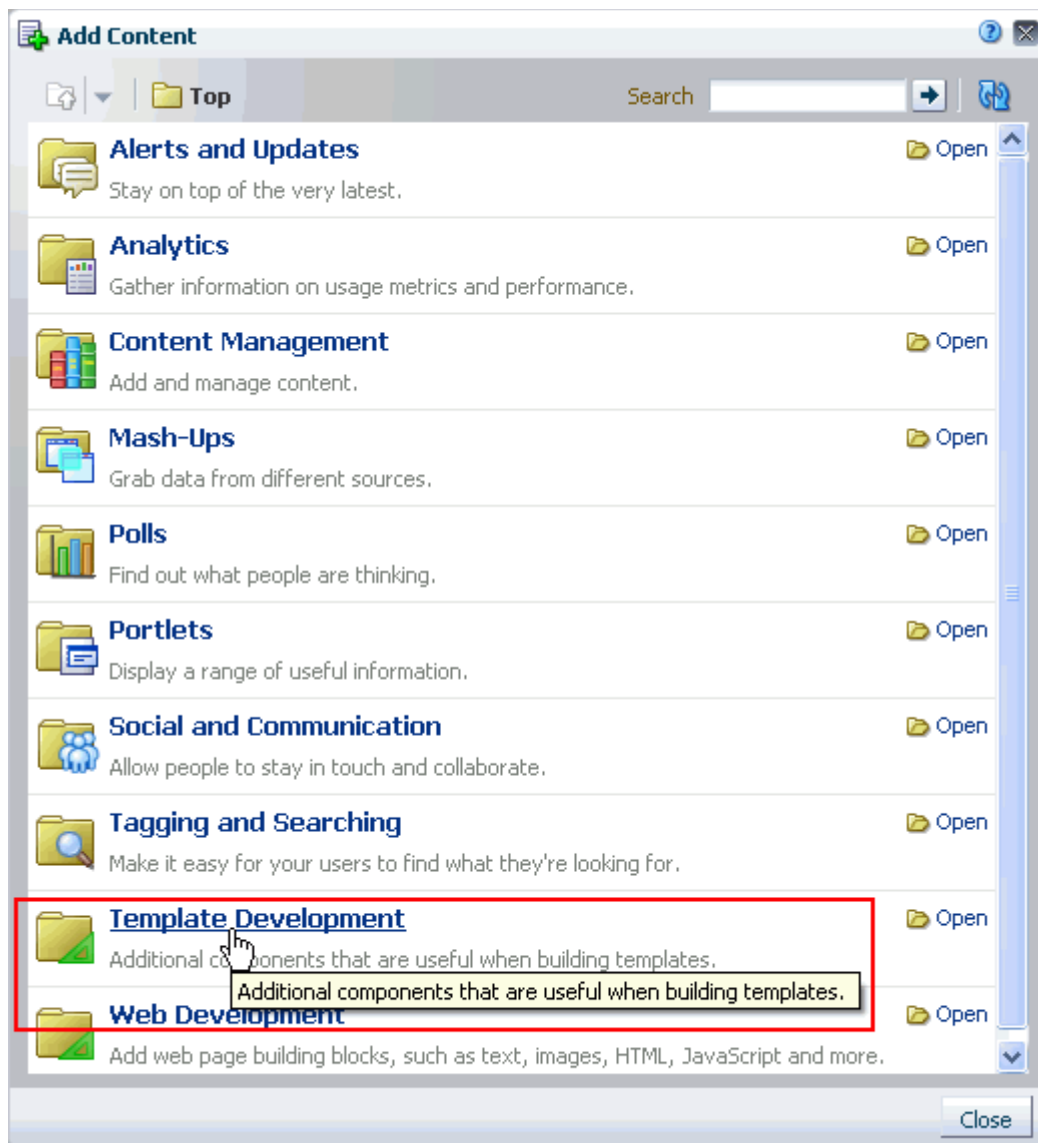 Add Content
Top Search
Alerts and Updates Open
Stay on top of the very latest.
Analytics Open
Gather information on usage metrics and performance.
Content Management Open
Add and manage content.
Mash-Ups Open
Grab data from different sources.
Polls Open
Find out what people are thinking.
Portlets Open
Display a range of useful information.
Social and Communication Open
Allow people to stay in touch and collaborate.
Tagging and Searching Open
Make it easy for your users to find what they're looking for.
Template Development Open
Additional components that are useful when building templates.
Additional components that are useful when building templates.
Web Development Open
Add web page building blocks, such as text, images, HTML, JavaScript and more.
Close